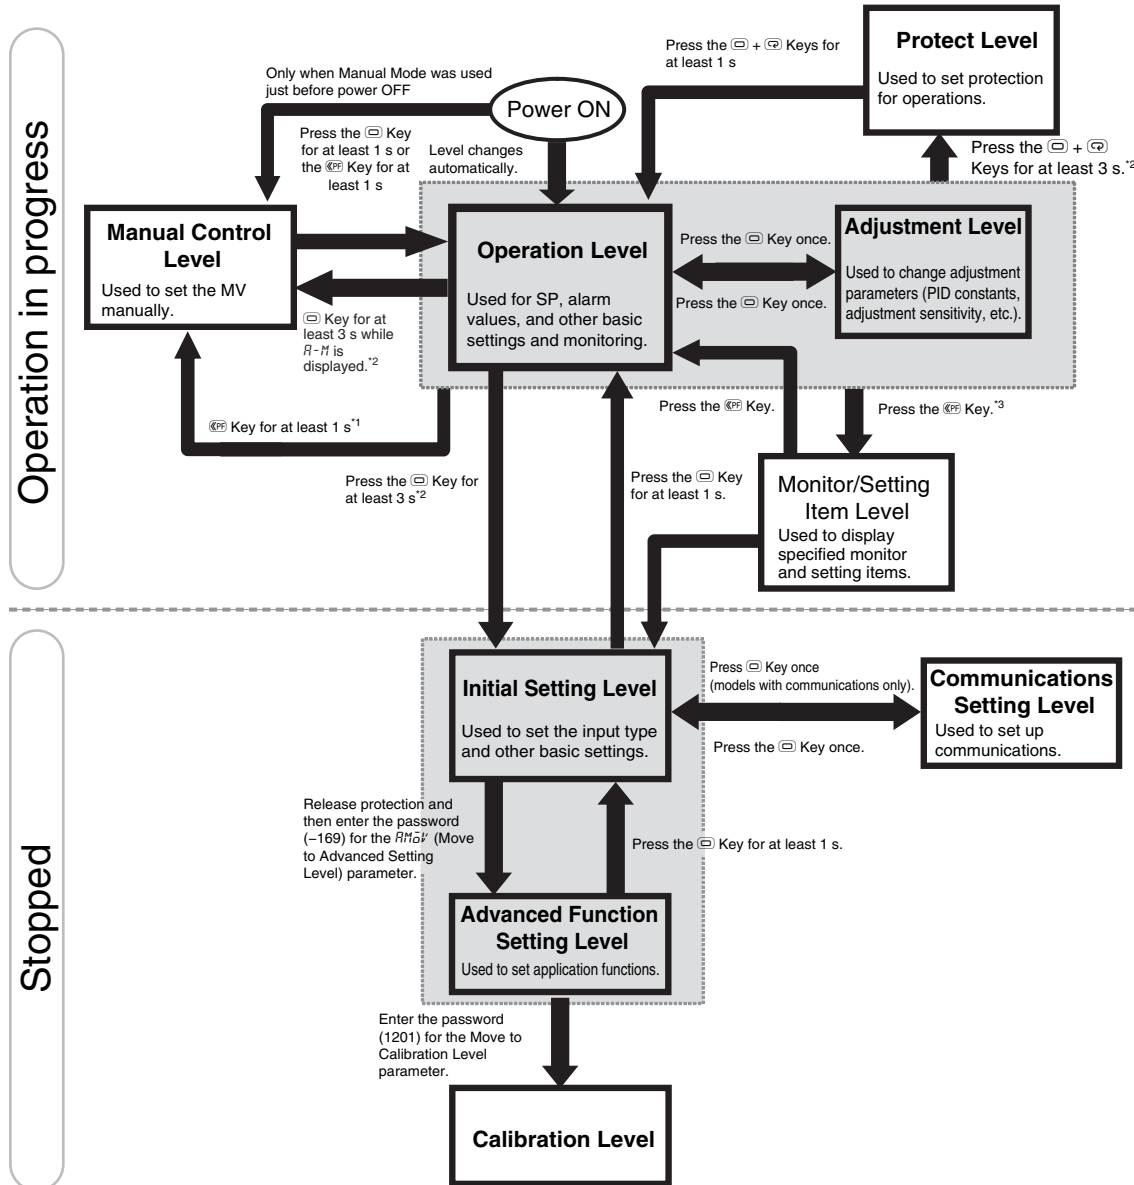 Operation in progress
Only when Manual Mode was used
just before power OFF
Power ON
Press the Key
for at least 1 s or
the PF Key for at
least 1 s
Level changes
automatically.
Press the + Keys for
at least 1 s
Protect Level
Used to set protection
for operations.
Press the +
Keys for at least 3 s.*2
Manual Control
Level
Used to set the MV
manually.
Operation Level
Used for SP, alarm
values, and other basic
settings and monitoring.
Press the Key once.
Press the Key once.
Adjustment Level
Used to change adjustment
parameters (PID constants,
adjustment sensitivity, etc.).
Key for at
least 3 s while
A-M is
displayed.*2
PF Key for at least 1 s*1
Press the Key for
at least 3 s*2
Press the PF Key.
Press the PF Key.*3
Press the Key
for at least 1 s.
Monitor/Setting
Item Level
Used to display
specified monitor
and setting items.
Stopped
Initial Setting Level
Used to set the input type
and other basic settings.
Press Key once
(models with communications only).
Press the Key once.
Communications
Setting Level
Used to set up
communications.
Release protection and
then enter the password
(−169) for the AMoV (Move
to Advanced Setting
Level) parameter.
Press the Key for at least 1 s.
Advanced Function
Setting Level
Used to set application functions.
Enter the password
(1201) for the Move to
Calibration Level
parameter.
Calibration Level